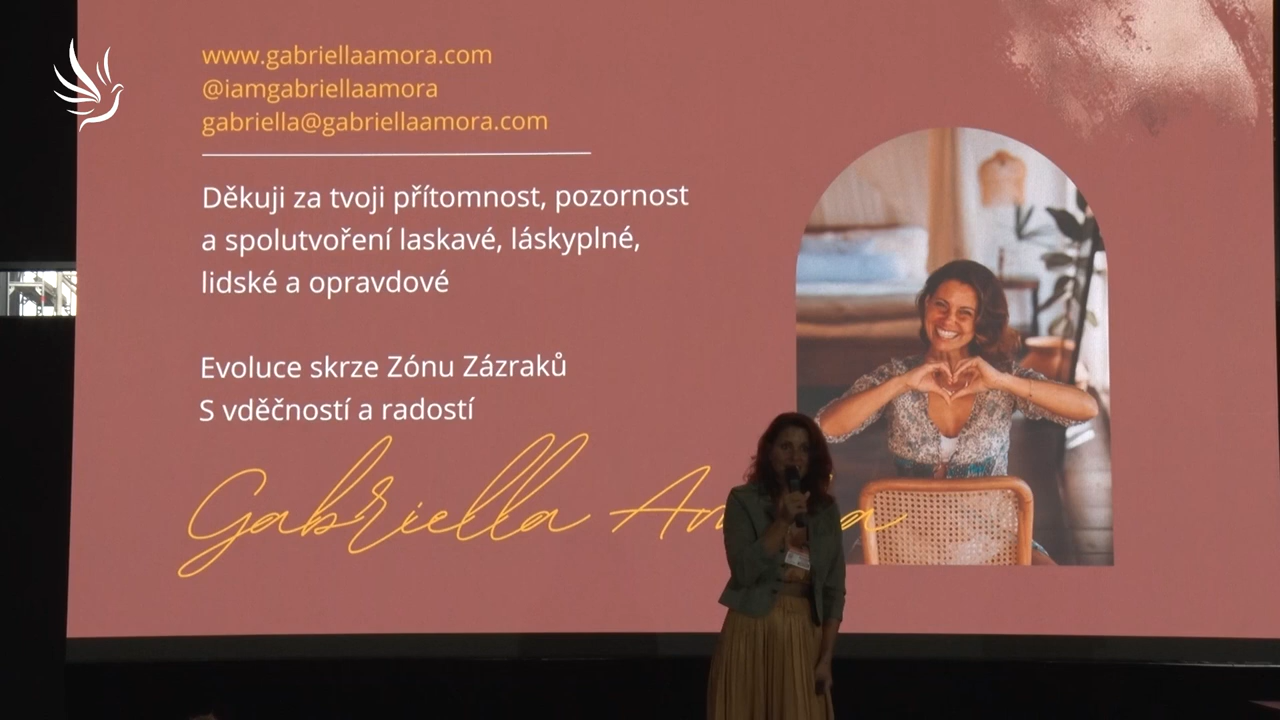 www.gabriellaamora.com
@iamgabriellaamora
gabriella@gabriellaamora.com
Děkuji za tvoji přítomnost, pozornost
a spolutvoření laskavé, láskyplné,
lidské a opravdové
Evoluce skrze Zónu Zázraků
S vděčností a radostí
Gabriella